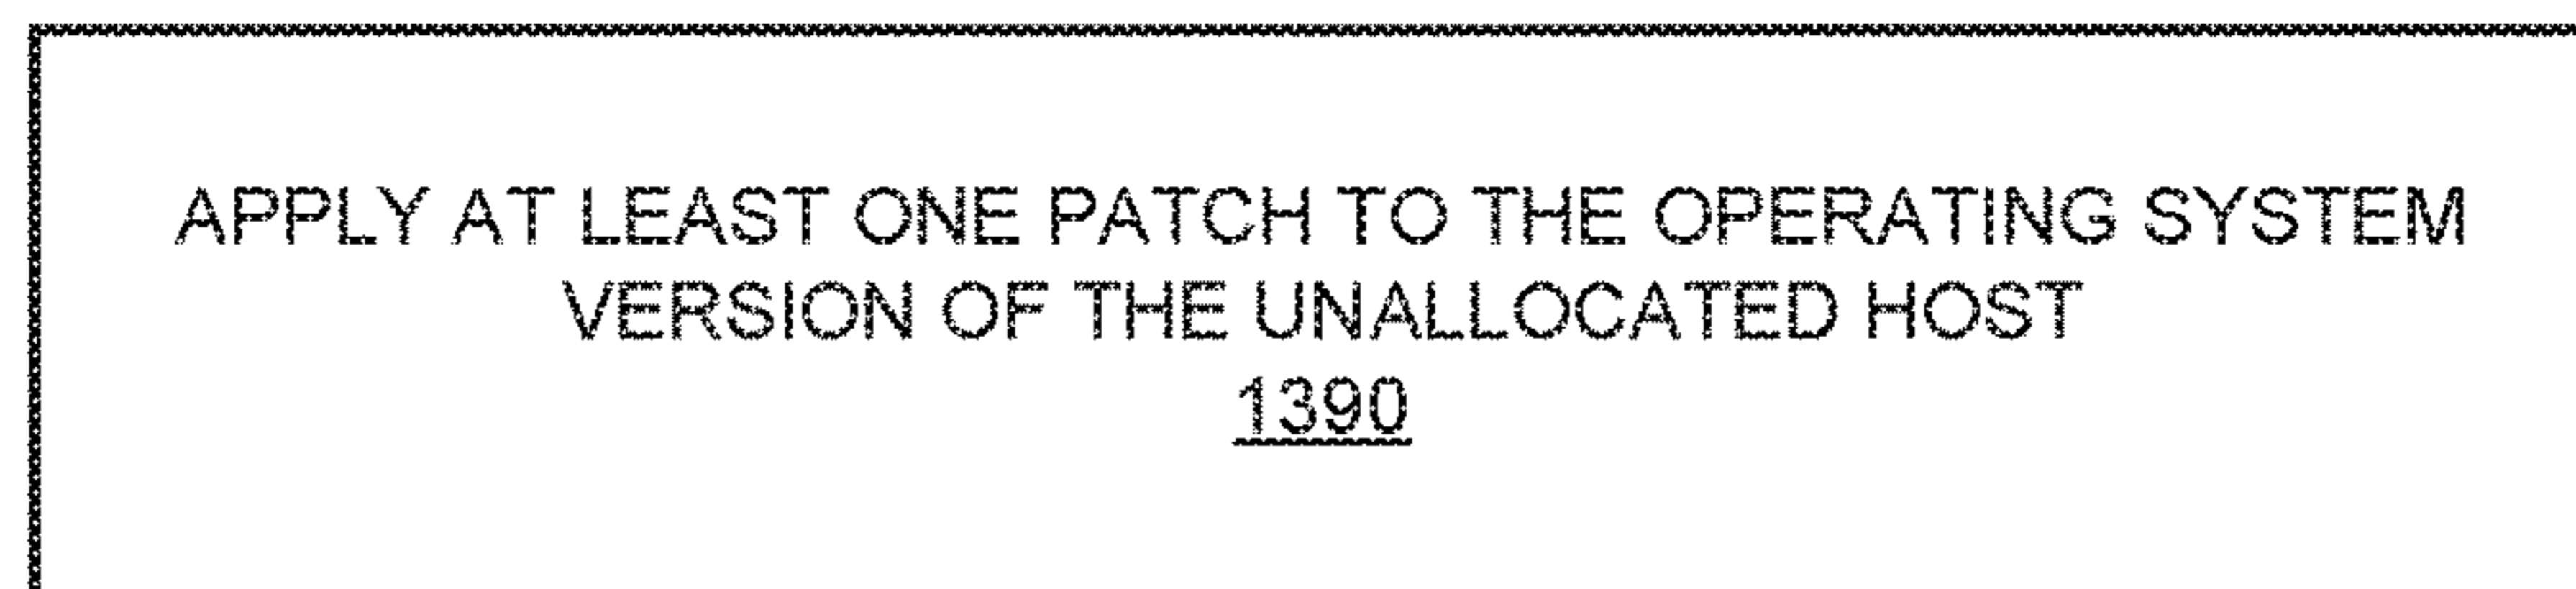 APPLY AT LEAST ONE PATCH TO THE OPERATING SYSTEM
VERSION OF THE UNALLOCATED HOST
1390